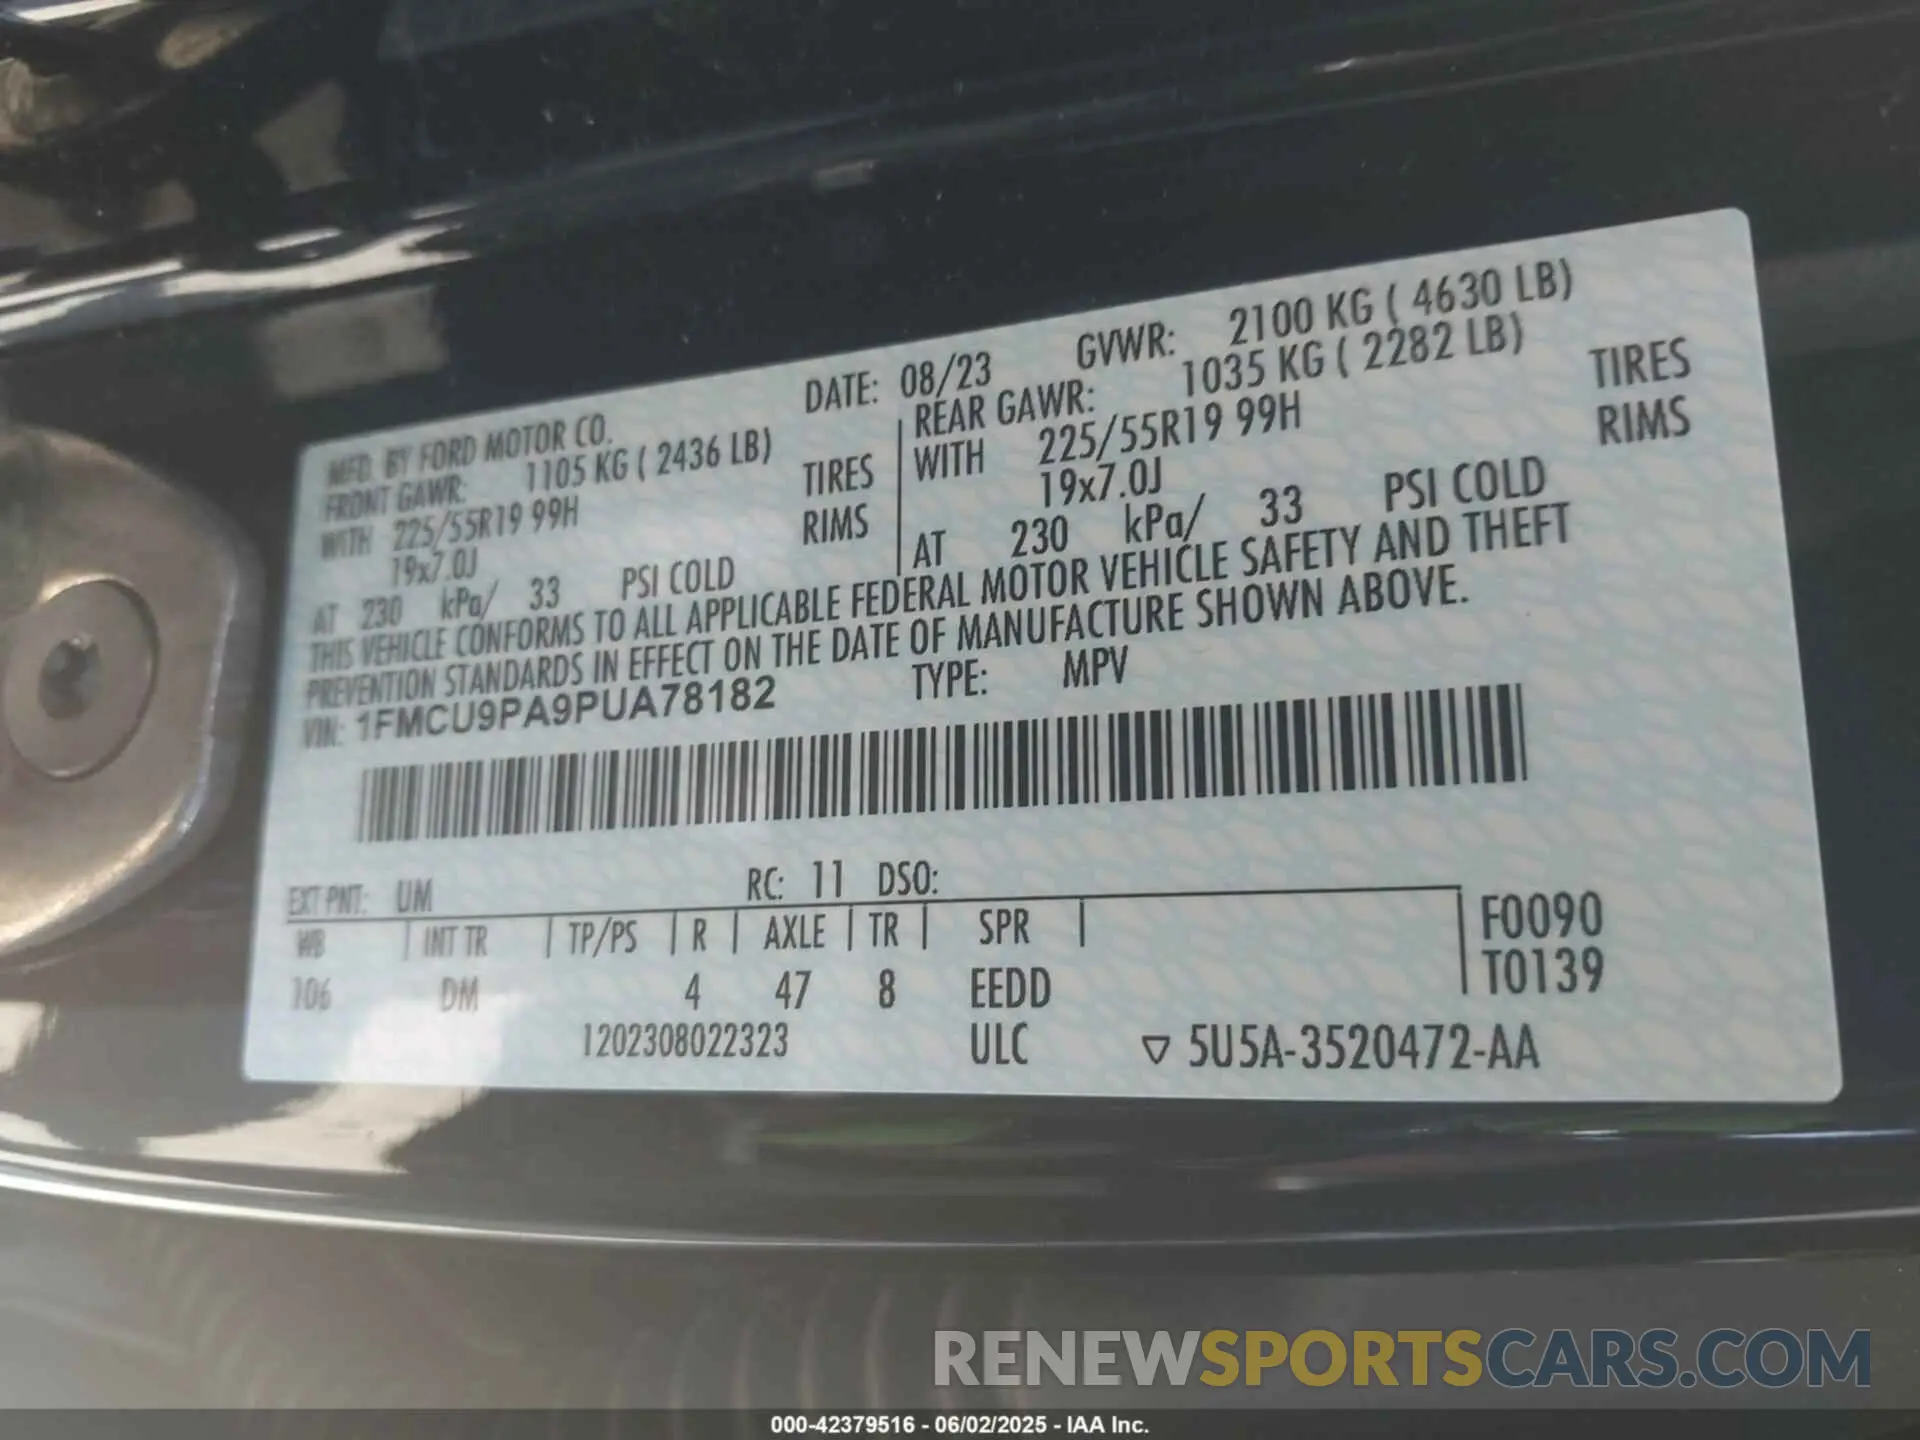 MFD. BY FORD MOTOR CO. DATE: 08/23 GVWR: 2100 KG ( 4630 LB)
FRONT GAWR: 1105 KG ( 2436 LB) REAR GAWR: 1035 KG ( 2282 LB)
WITH 225/55R19 99H TIRES WITH 225/55R19 99H TIRES
19x7.0J RIMS 19x7.0J RIMS
AT 230 kPa/ 33 PSI COLD AT 230 kPa/ 33 PSI COLD
THIS VEHICLE CONFORMS TO ALL APPLICABLE FEDERAL MOTOR VEHICLE SAFETY AND THEFT
PREVENTION STANDARDS IN EFFECT ON THE DATE OF MANUFACTURE SHOWN ABOVE.
VIN: 1FMCU9PA9PUA78182 TYPE: MPV
EXT PNT: UM RC: 11 DSO:
WB INT TR TP/PS R AXLE TR SPR F0090
106 DM 4 47 8 EEDD T0139
1202308022323 ULC ▽ 5U5A-3520472-AA
RENEWSPORTSCARS.COM
000-42379516 - 06/02/2025 - IAA Inc.